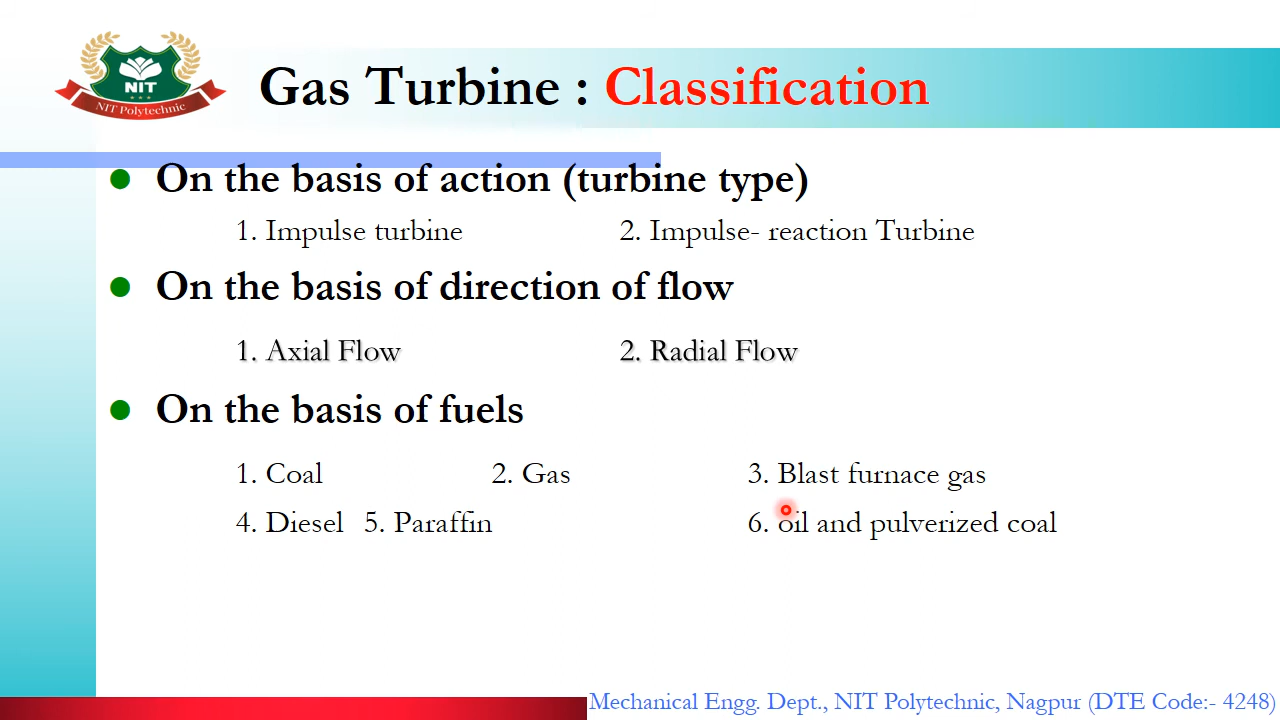 NIT
NIT Polytechnic
Gas Turbine : Classification
On the basis of action (turbine type)
1. Impulse turbine 2. Impulse- reaction Turbine
On the basis of direction of flow
1. Axial Flow 2. Radial Flow
On the basis of fuels
1. Coal 2. Gas 3. Blast furnace gas
4. Diesel 5. Paraffin 6. oil and pulverized coal
Mechanical Engg. Dept., NIT Polytechnic, Nagpur (DTE Code:- 4248)